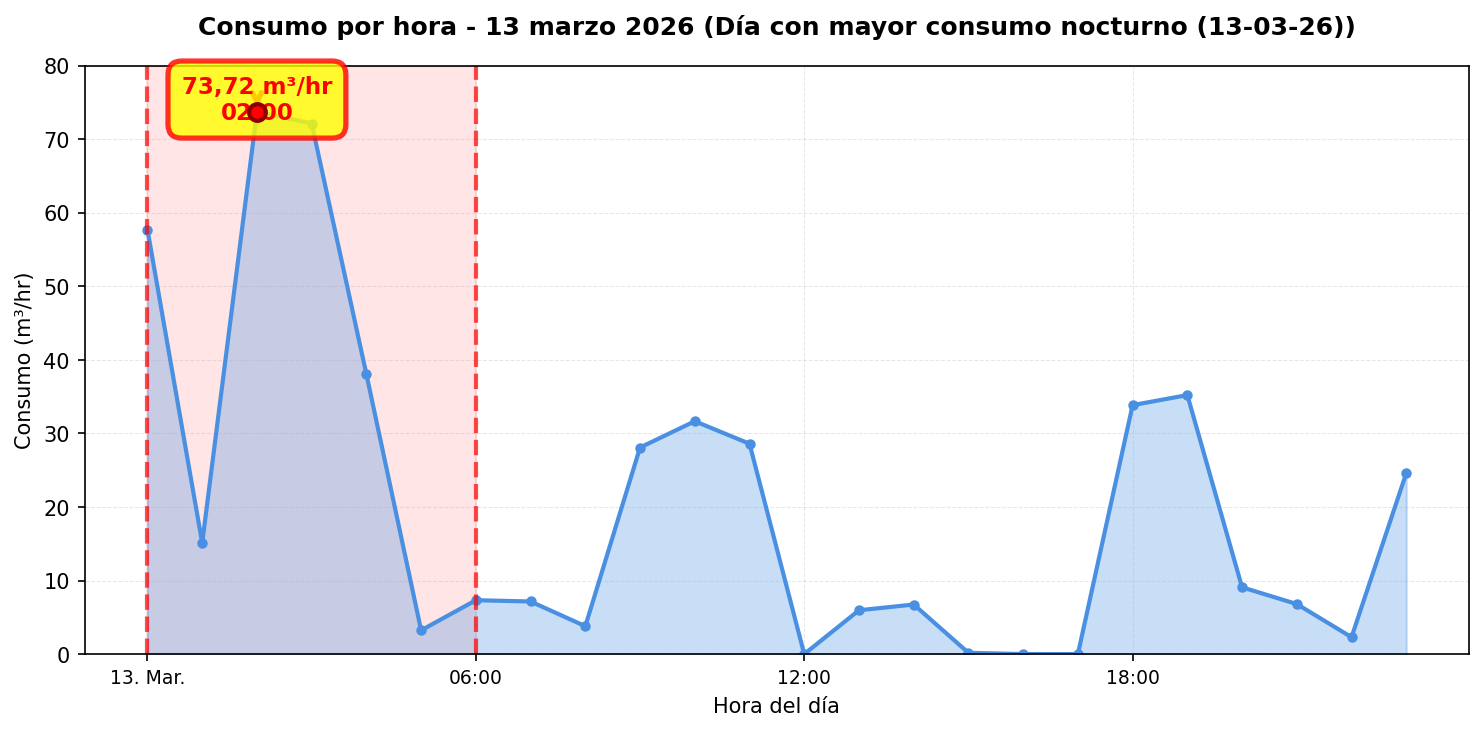 Consumo por hora - 13 marzo 2026 (Día con mayor consumo nocturno (13-03-26))
73,72 m³/hr
02:00
Consumo (m³/hr)
80
70
60
50
40
30
20
10
0
13. Mar.
06:00
12:00
18:00
Hora del día